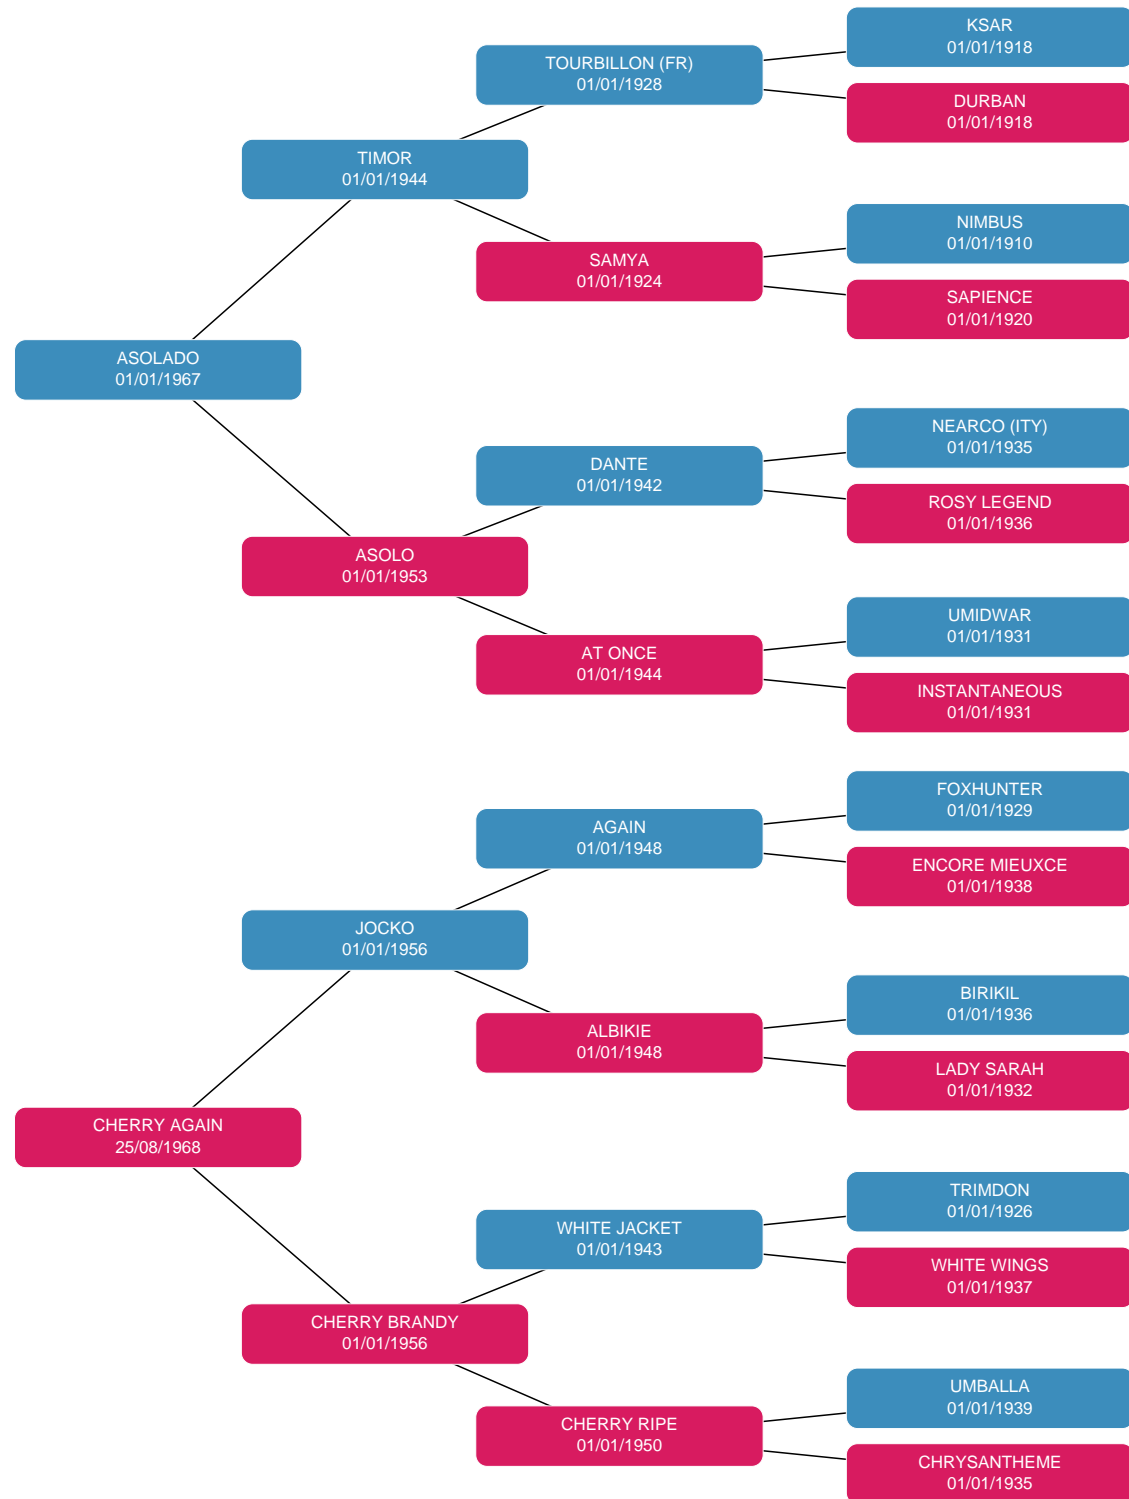 KSAR
01/01/1918
TOURBILLON (FR)
01/01/1928
DURBAN
01/01/1918
TIMOR
01/01/1944
NIMBUS
01/01/1910
SAMYA
01/01/1924
SAPIENCE
01/01/1920
ASOLADO
01/01/1967
NEARCO (ITY)
01/01/1935
DANTE
01/01/1942
ROSY LEGEND
01/01/1936
ASOLO
01/01/1953
UMIDWAR
01/01/1931
AT ONCE
01/01/1944
INSTANTANEOUS
01/01/1931
FOXHUNTER
01/01/1929
AGAIN
01/01/1948
ENCORE MIEUXCE
01/01/1938
JOCKO
01/01/1956
BIRIKIL
01/01/1936
ALBIKIE
01/01/1948
LADY SARAH
01/01/1932
CHERRY AGAIN
25/08/1968
TRIMDON
01/01/1926
WHITE JACKET
01/01/1943
WHITE WINGS
01/01/1937
CHERRY BRANDY
01/01/1956
UMBALLA
01/01/1939
CHERRY RIPE
01/01/1950
CHRYSANTHEME
01/01/1935